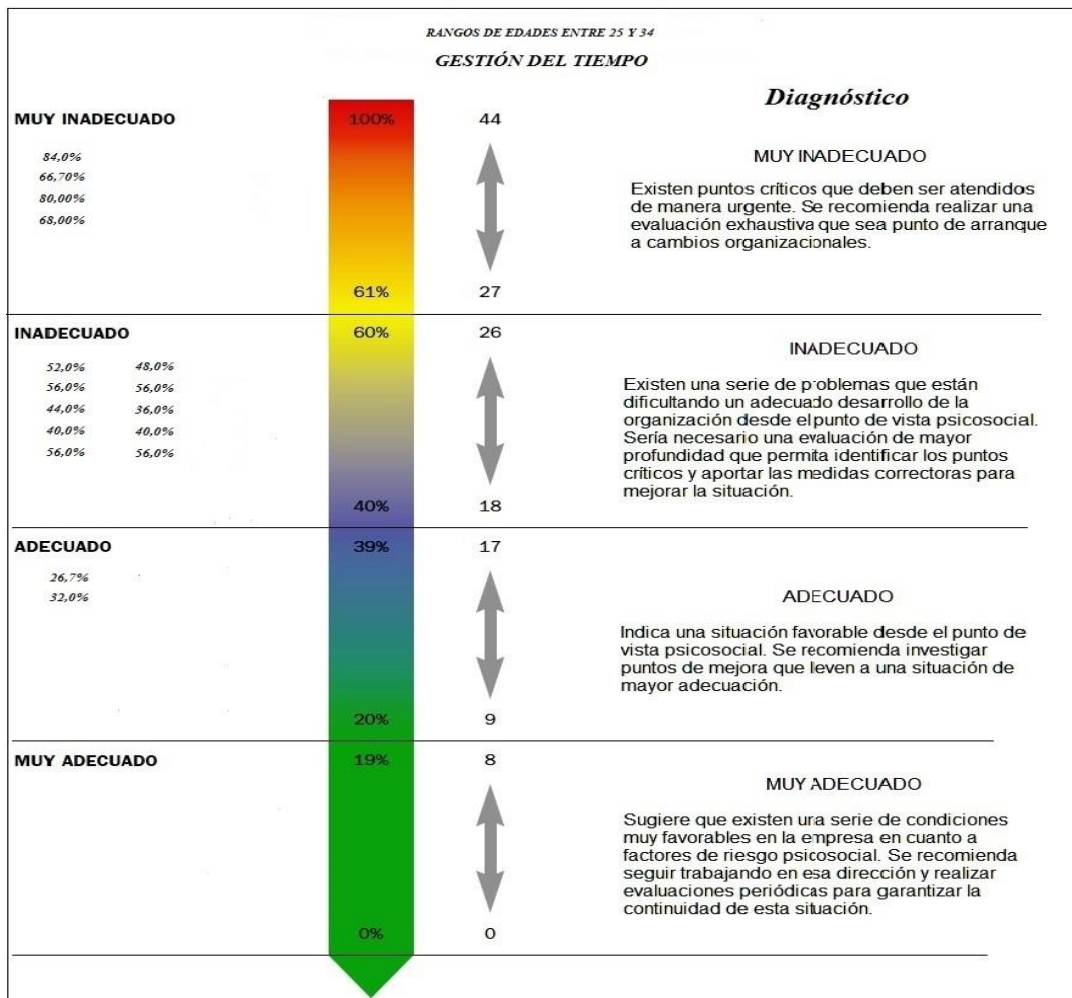 RANGOS DE EDADES ENTRE 25 Y 34
GESTIÓN DEL TIEMPO
Diagnóstico
MUY INADECUADO
84,0%
66,70%
80,00%
68,00%
100%
61%
44
27
MUY INADECUADO
Existen puntos críticos que deben ser atendidos
de manera urgente. Se recomienda realizar una
evaluación exhaustiva que sea punto de arranque
a cambios organizacionales.
INADECUADO
52,0% 48,0%
56,0% 56,0%
44,0% 36,0%
40,0% 40,0%
56,0% 56,0%
60%
40%
26
18
INADECUADO
Existen una serie de problemas que están
dificultando un adecuado desarrollo de la
organización desde el punto de vista psicosocial.
Sería necesario una evaluación de mayor
profundidad que permita identificar los puntos
críticos y aportar las medidas correctoras para
mejorar la situación.
ADECUADO
26,7%
32,0%
39%
20%
17
9
ADECUADO
Indica una situación favorable desde el punto de
vista psicosocial. Se recomienda investigar
puntos de mejora que lleven a una situación de
mayor adecuación.
MUY ADECUADO
19%
0%
8
0
MUY ADECUADO
Sugiere que existen una serie de condiciones
muy favorables en la empresa en cuanto a
factores de riesgo psicosocial. Se recomienda
seguir trabajando en esa dirección y realizar
evaluaciones periódicas para garantizar la
continuidad de esta situación.